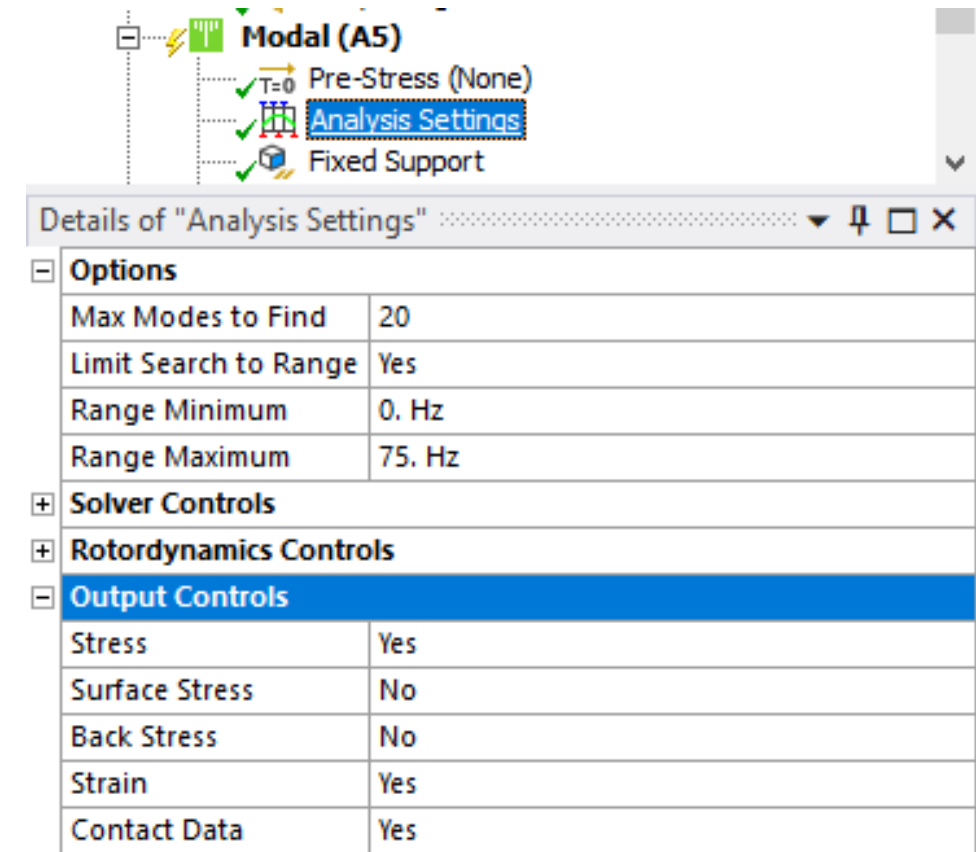 Modal (A5)
T=0 Pre-Stress (None)
Analysis Settings
Fixed Support
Details of "Analysis Settings"
Options
Max Modes to Find 20
Limit Search to Range Yes
Range Minimum 0. Hz
Range Maximum 75. Hz
Solver Controls
Rotordynamics Controls
Output Controls
Stress Yes
Surface Stress No
Back Stress No
Strain Yes
Contact Data Yes